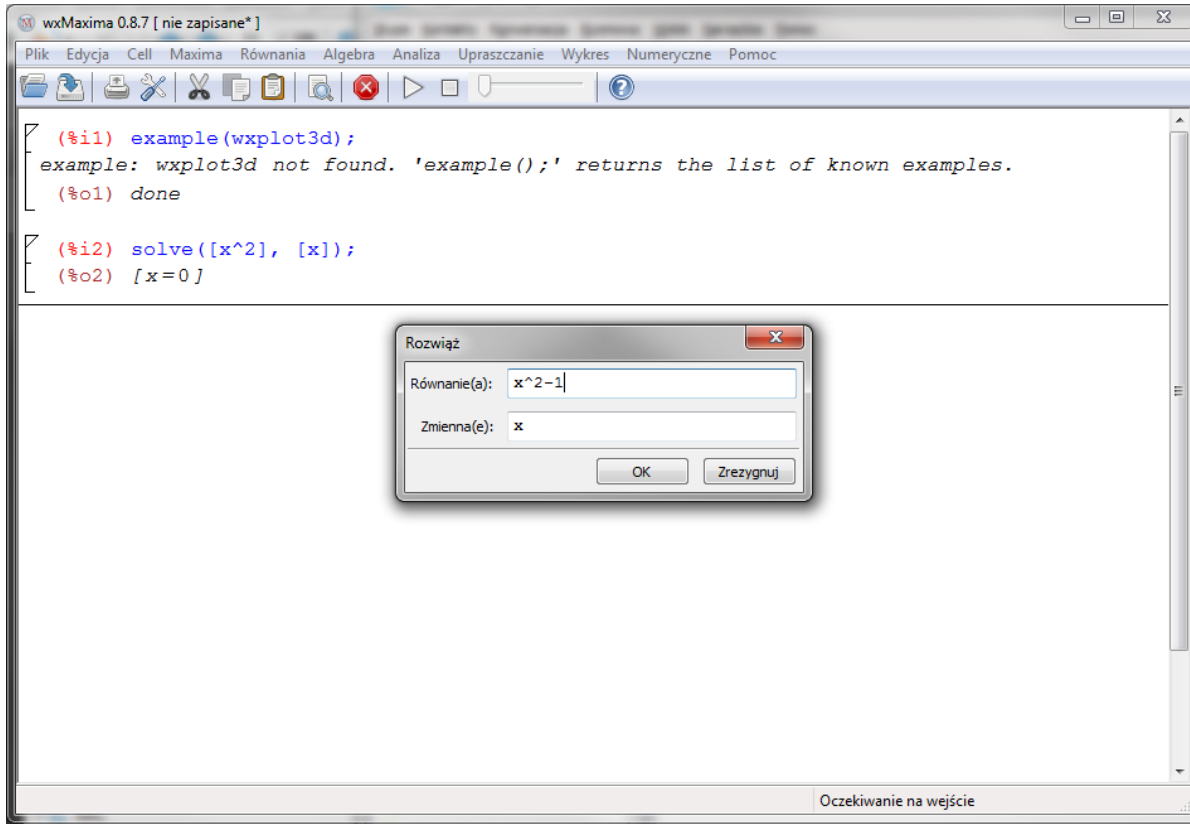 wxMaxima 0.8.7 [ nie zapisane* ]
Plik Edycja Cell Maxima Równania Algebra Analiza Upraszczanie Wykres Numeryczne Pomoc
(%i1) example(wxplot3d);
example: wxplot3d not found. 'example();' returns the list of known examples.
(%o1) done
(%i2) solve([x^2], [x]);
(%o2) [x=0]
Rozwiąż
Równanie(a): x^2-1
Zmienna(e): x
OK Zrezygnuj
Oczekiwanie na wejście